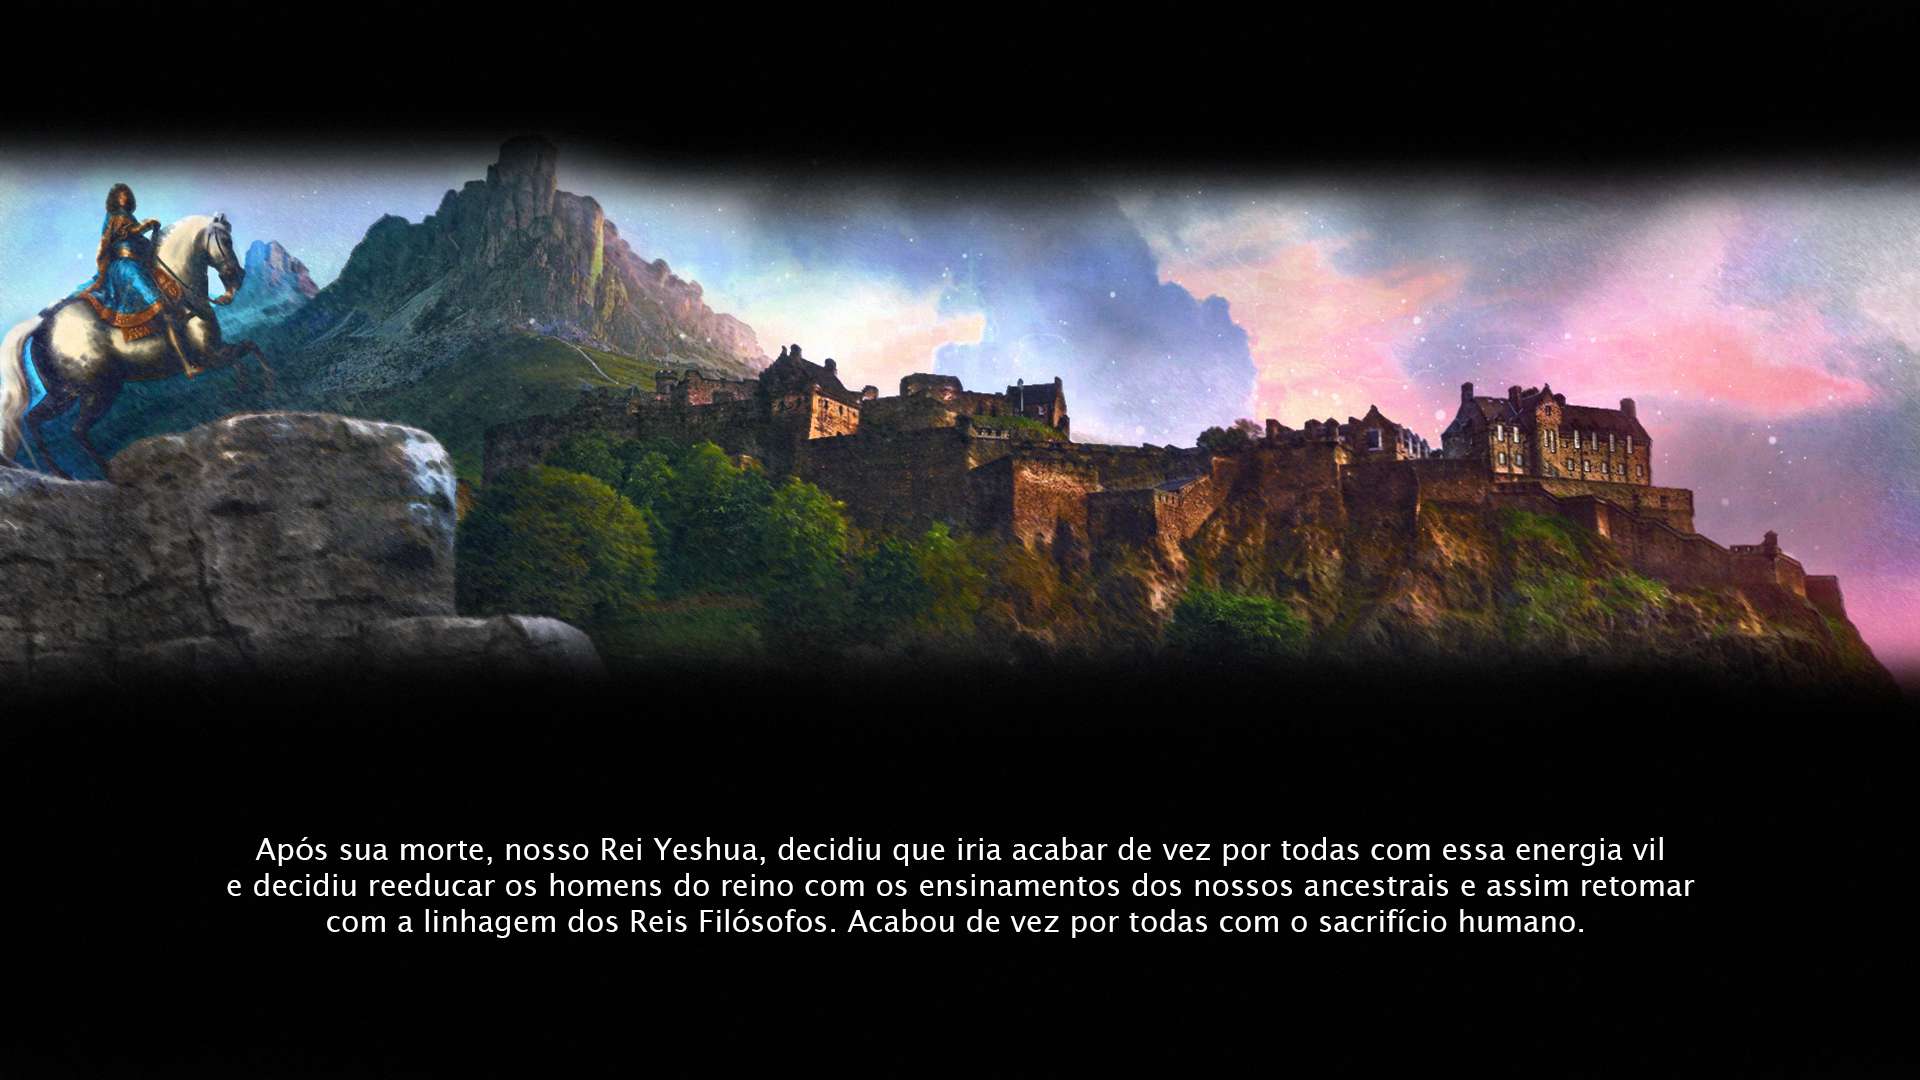 Após sua morte, nosso Rei Yeshua, decidiu que iria acabar de vez por todas com essa energia vil
e decidiu reeducar os homens do reino com os ensinamentos dos nossos ancestrais e assim retomar
com a linhagem dos Reis Filósofos. Acabou de vez por todas com o sacrifício humano.